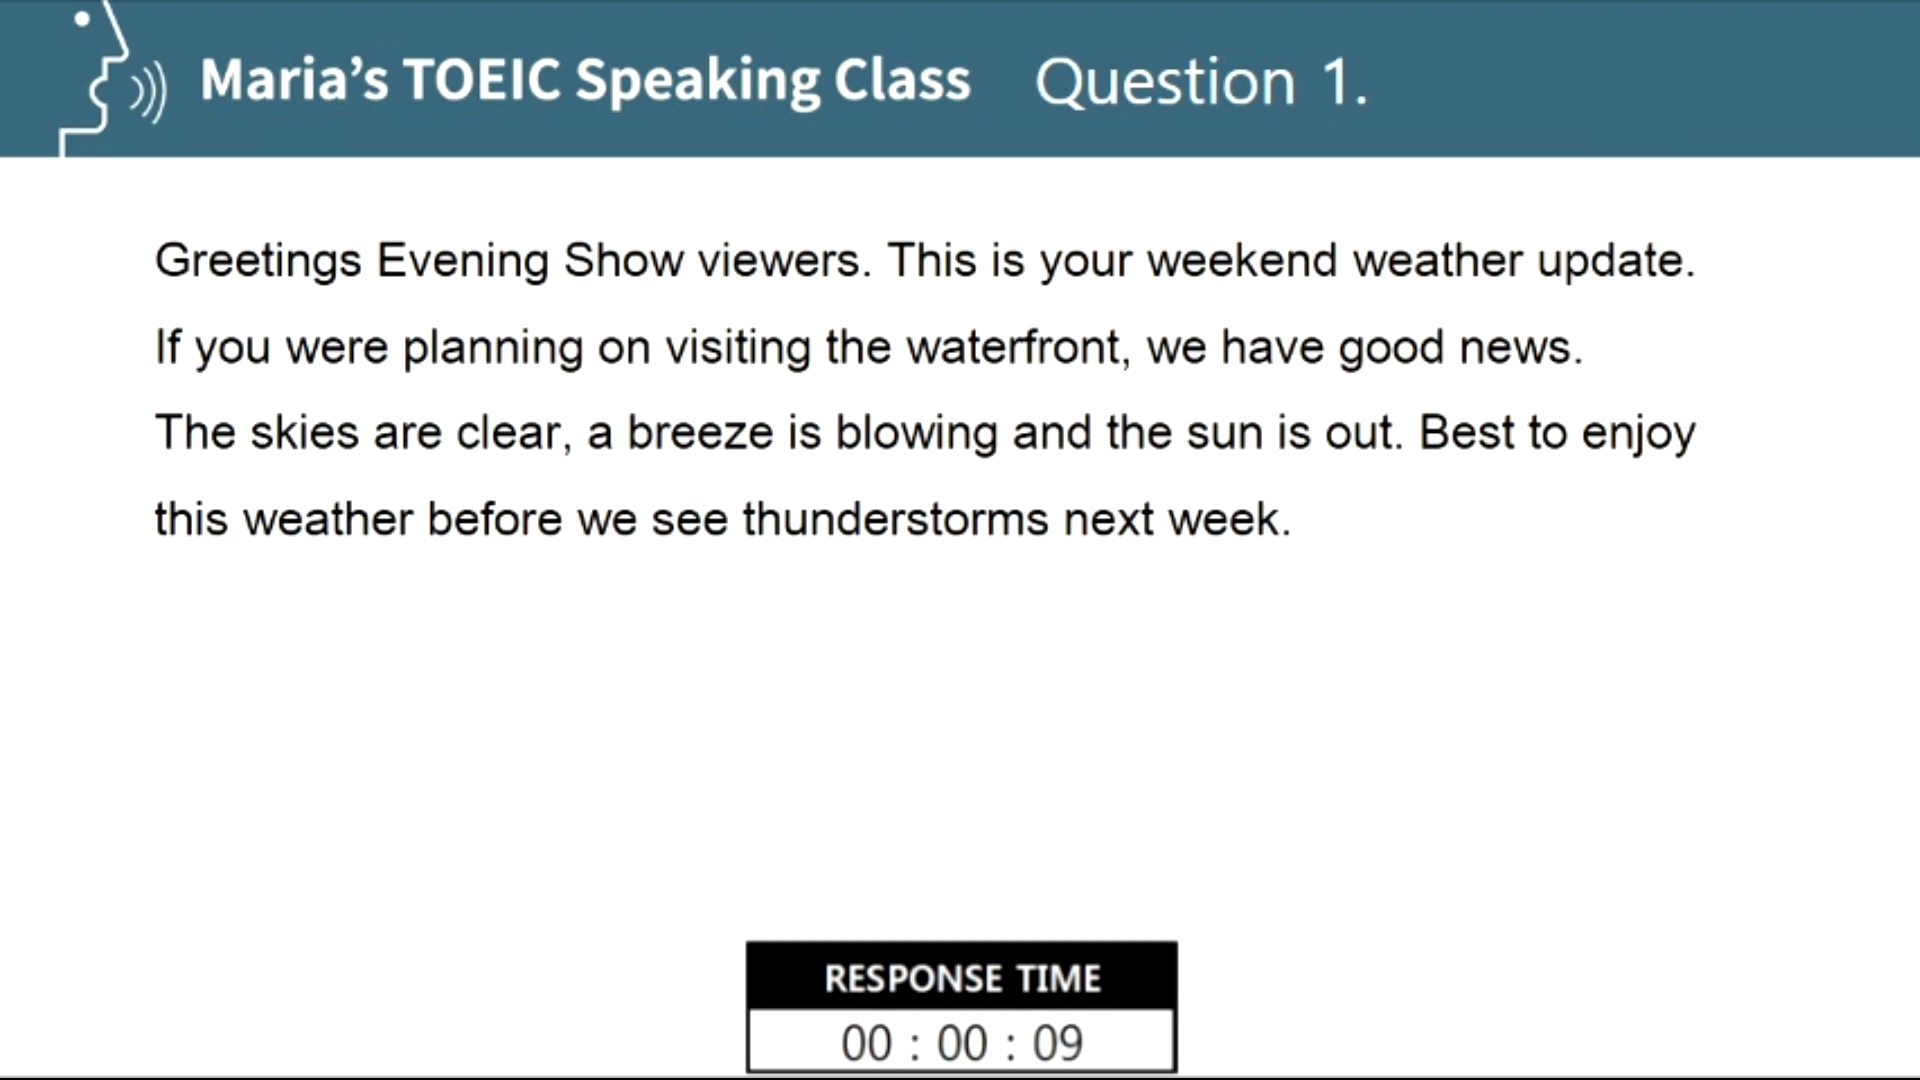 Maria's TOEIC Speaking Class Question 1.
Greetings Evening Show viewers. This is your weekend weather update.
If you were planning on visiting the waterfront, we have good news.
The skies are clear, a breeze is blowing and the sun is out. Best to enjoy
this weather before we see thunderstorms next week.
RESPONSE TIME
00 : 00 : 09